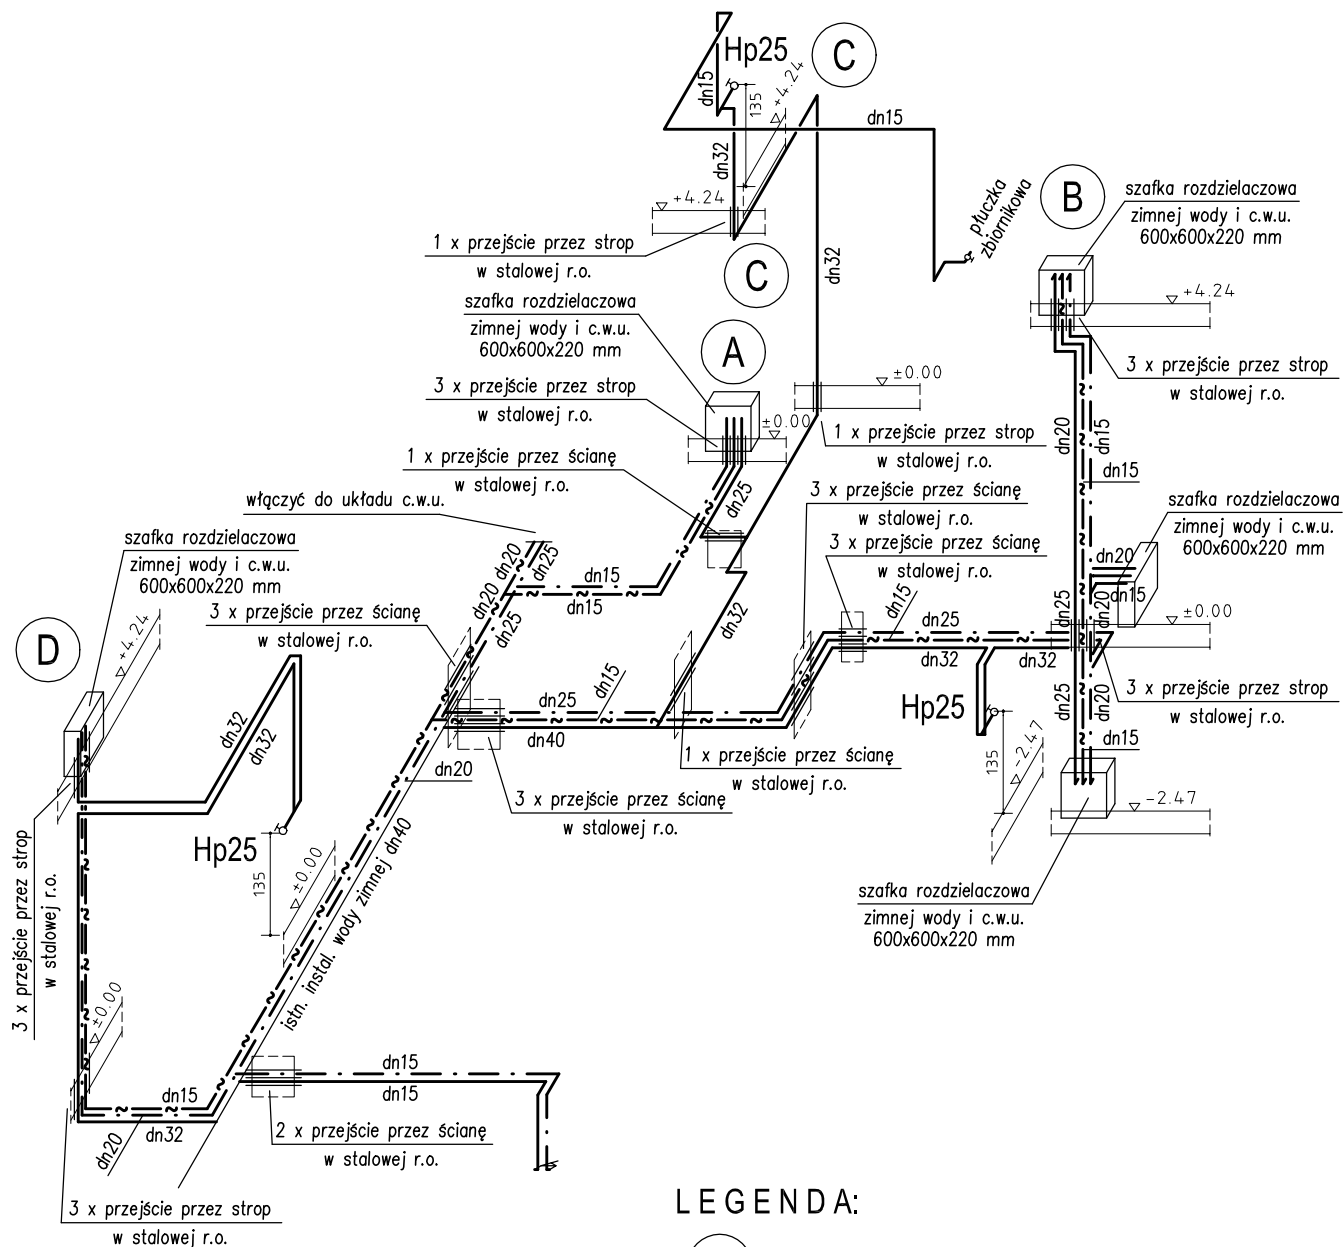 Hp25
C
dn15
135
+4.24
dn15
dn32
+4.24
płuczka
zbiornikowa
B
szafka rozdzielaczowa
zimnej wody i c.w.u.
600x600x220 mm
1 x przejście przez strop
w stalowej r.o.
C
dn32
+4.24
szafka rozdzielaczowa
zimnej wody i c.w.u.
600x600x220 mm
A
3 x przejście przez strop
w stalowej r.o.
±0.00
3 x przejście przez strop
w stalowej r.o.
±0.00
1 x przejście przez strop
w stalowej r.o.
dn20
dn15
dn15
1 x przejście przez ścianę
w stalowej r.o.
dn25
włączyć do układu c.w.u.
3 x przejście przez ścianę
w stalowej r.o.
szafka rozdzielaczowa
zimnej wody i c.w.u.
600x600x220 mm
szafka rozdzielaczowa
zimnej wody i c.w.u.
600x600x220 mm
3 x przejście przez ścianę
w stalowej r.o.
dn20
dn25
dn20
dn25
dn15
dn15
dn20
dn15
dn15
dn25
dn20
±0.00
3 x przejście przez ścianę
w stalowej r.o.
D
+4.24
dn32
dn25
dn32
dn32
3 x przejście przez strop
w stalowej r.o.
dn32
dn32
dn25
dn15
dn40
Hp25
dn25
dn20
dn15
135
-2.47
dn20
1 x przejście przez ścianę
w stalowej r.o.
3 x przejście przez ścianę
w stalowej r.o.
-2.47
Hp25
135
±0.00
istn. instal. wody zimnej dn40
3 x przejście przez strop
w stalowej r.o.
szafka rozdzielaczowa
zimnej wody i c.w.u.
600x600x220 mm
±0.00
dn15
dn15
dn15
dn20
dn32
2 x przejście przez ścianę
w stalowej r.o.
3 x przejście przez strop
w stalowej r.o.
LEGENDA: